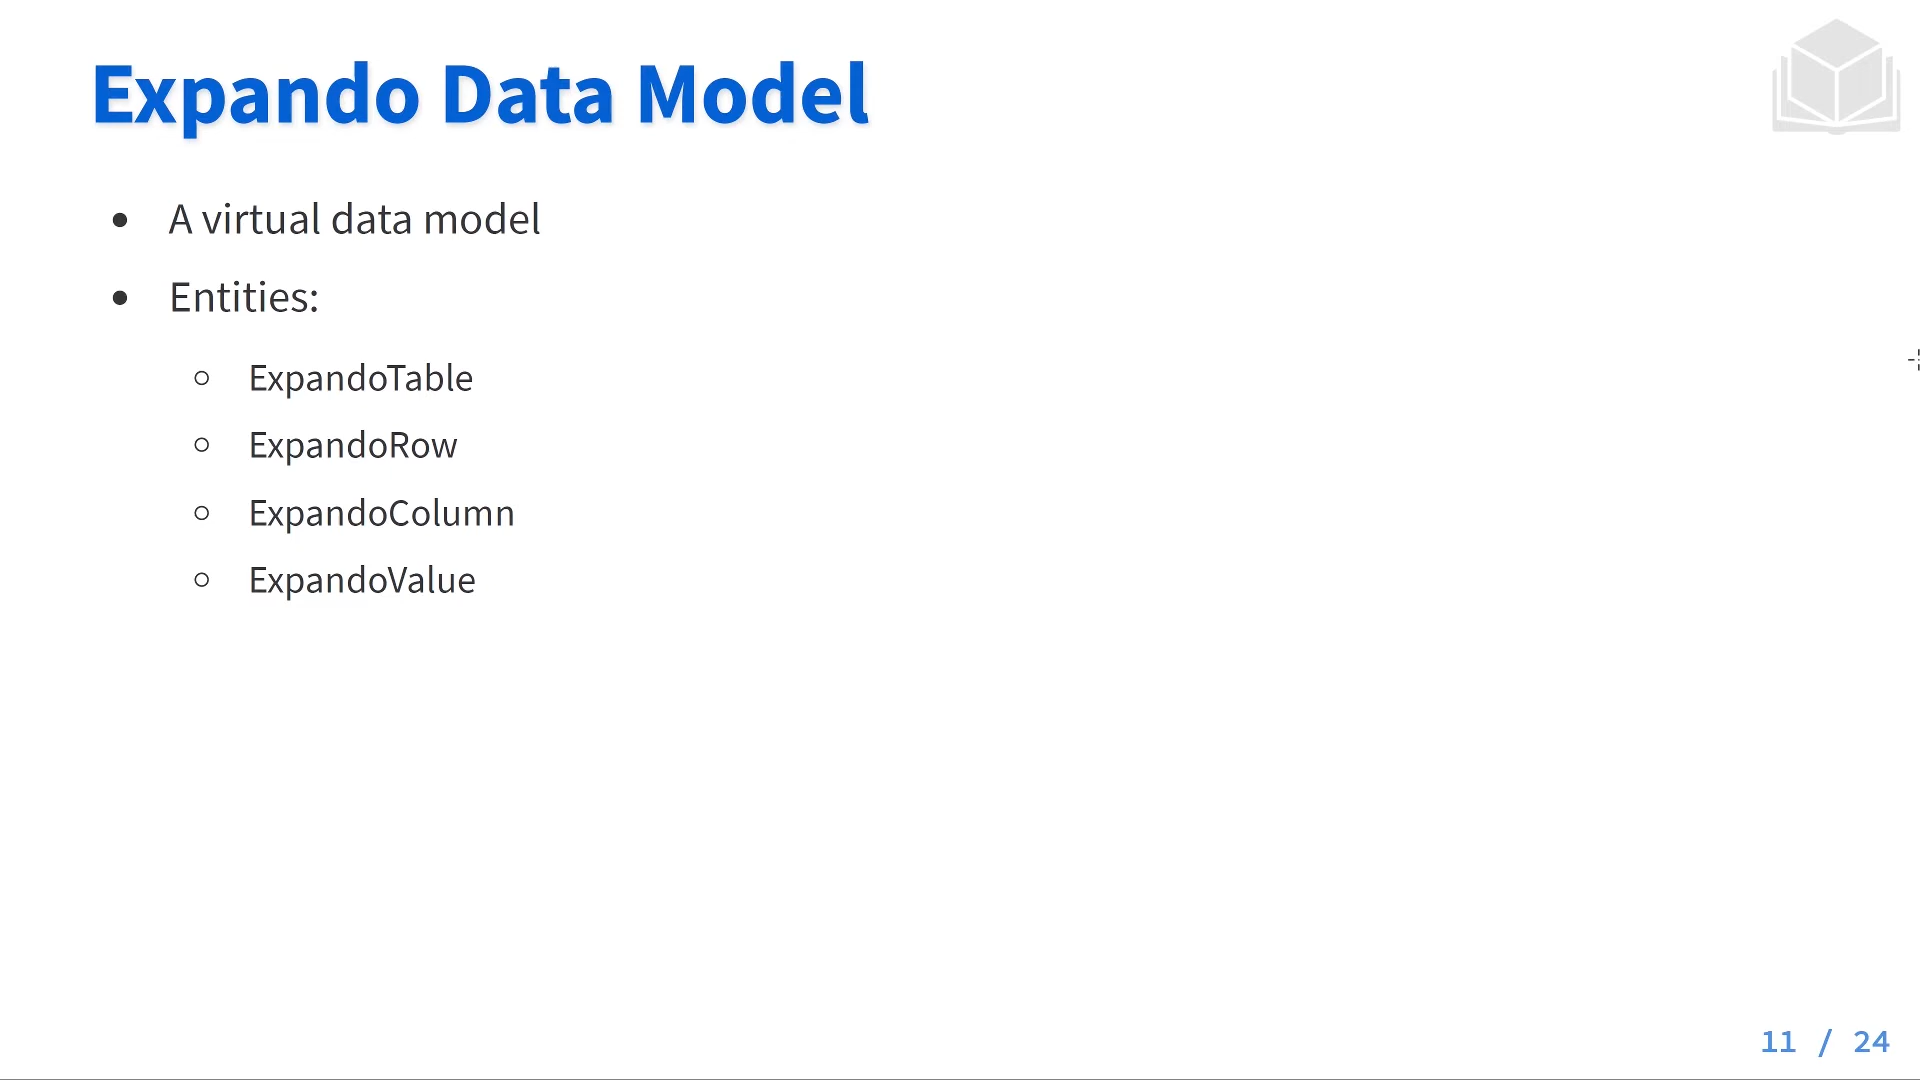 Expando Data Model
• A virtual data model
• Entities:
○ ExpandoTable
○ ExpandoRow
○ ExpandoColumn
○ ExpandoValue
11 / 24